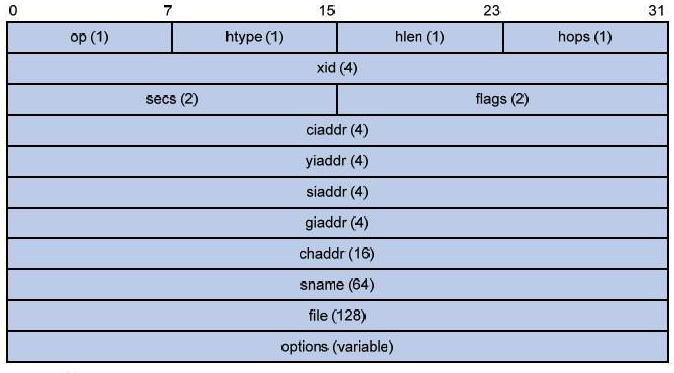 0 7 15 23 31
op (1) htype (1) hlen (1) hops (1)
xid (4)
secs (2) flags (2)
ciaddr (4)
yiaddr (4)
siaddr (4)
giaddr (4)
chaddr (16)
sname (64)
file (128)
options (variable)